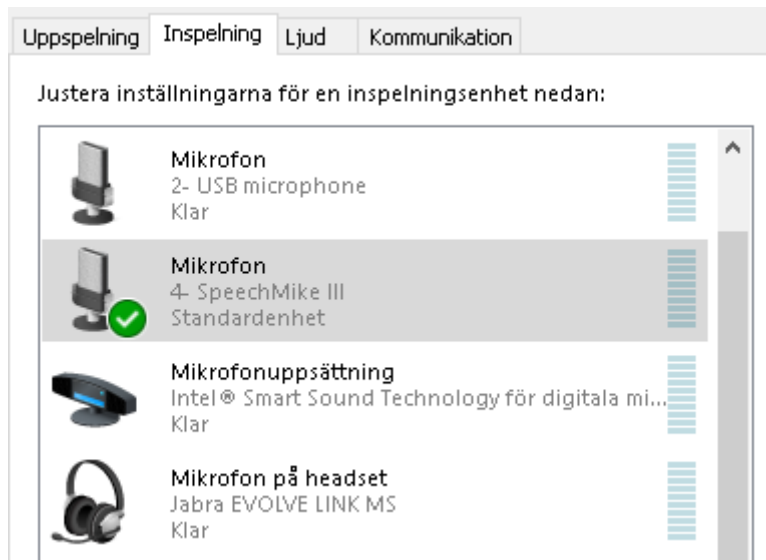 Uppspelning Inspelning Ljud Kommunikation
Justera inställningarna för en inspelningsenhet nedan:
Mikrofon
2- USB microphone
Klar
Mikrofon
4- SpeechMike III
Standardenhet
Mikrofonuppsättning
Intel® Smart Sound Technology för digitala mi...
Klar
Mikrofon på headset
Jabra EVOLVE LINK MS
Klar